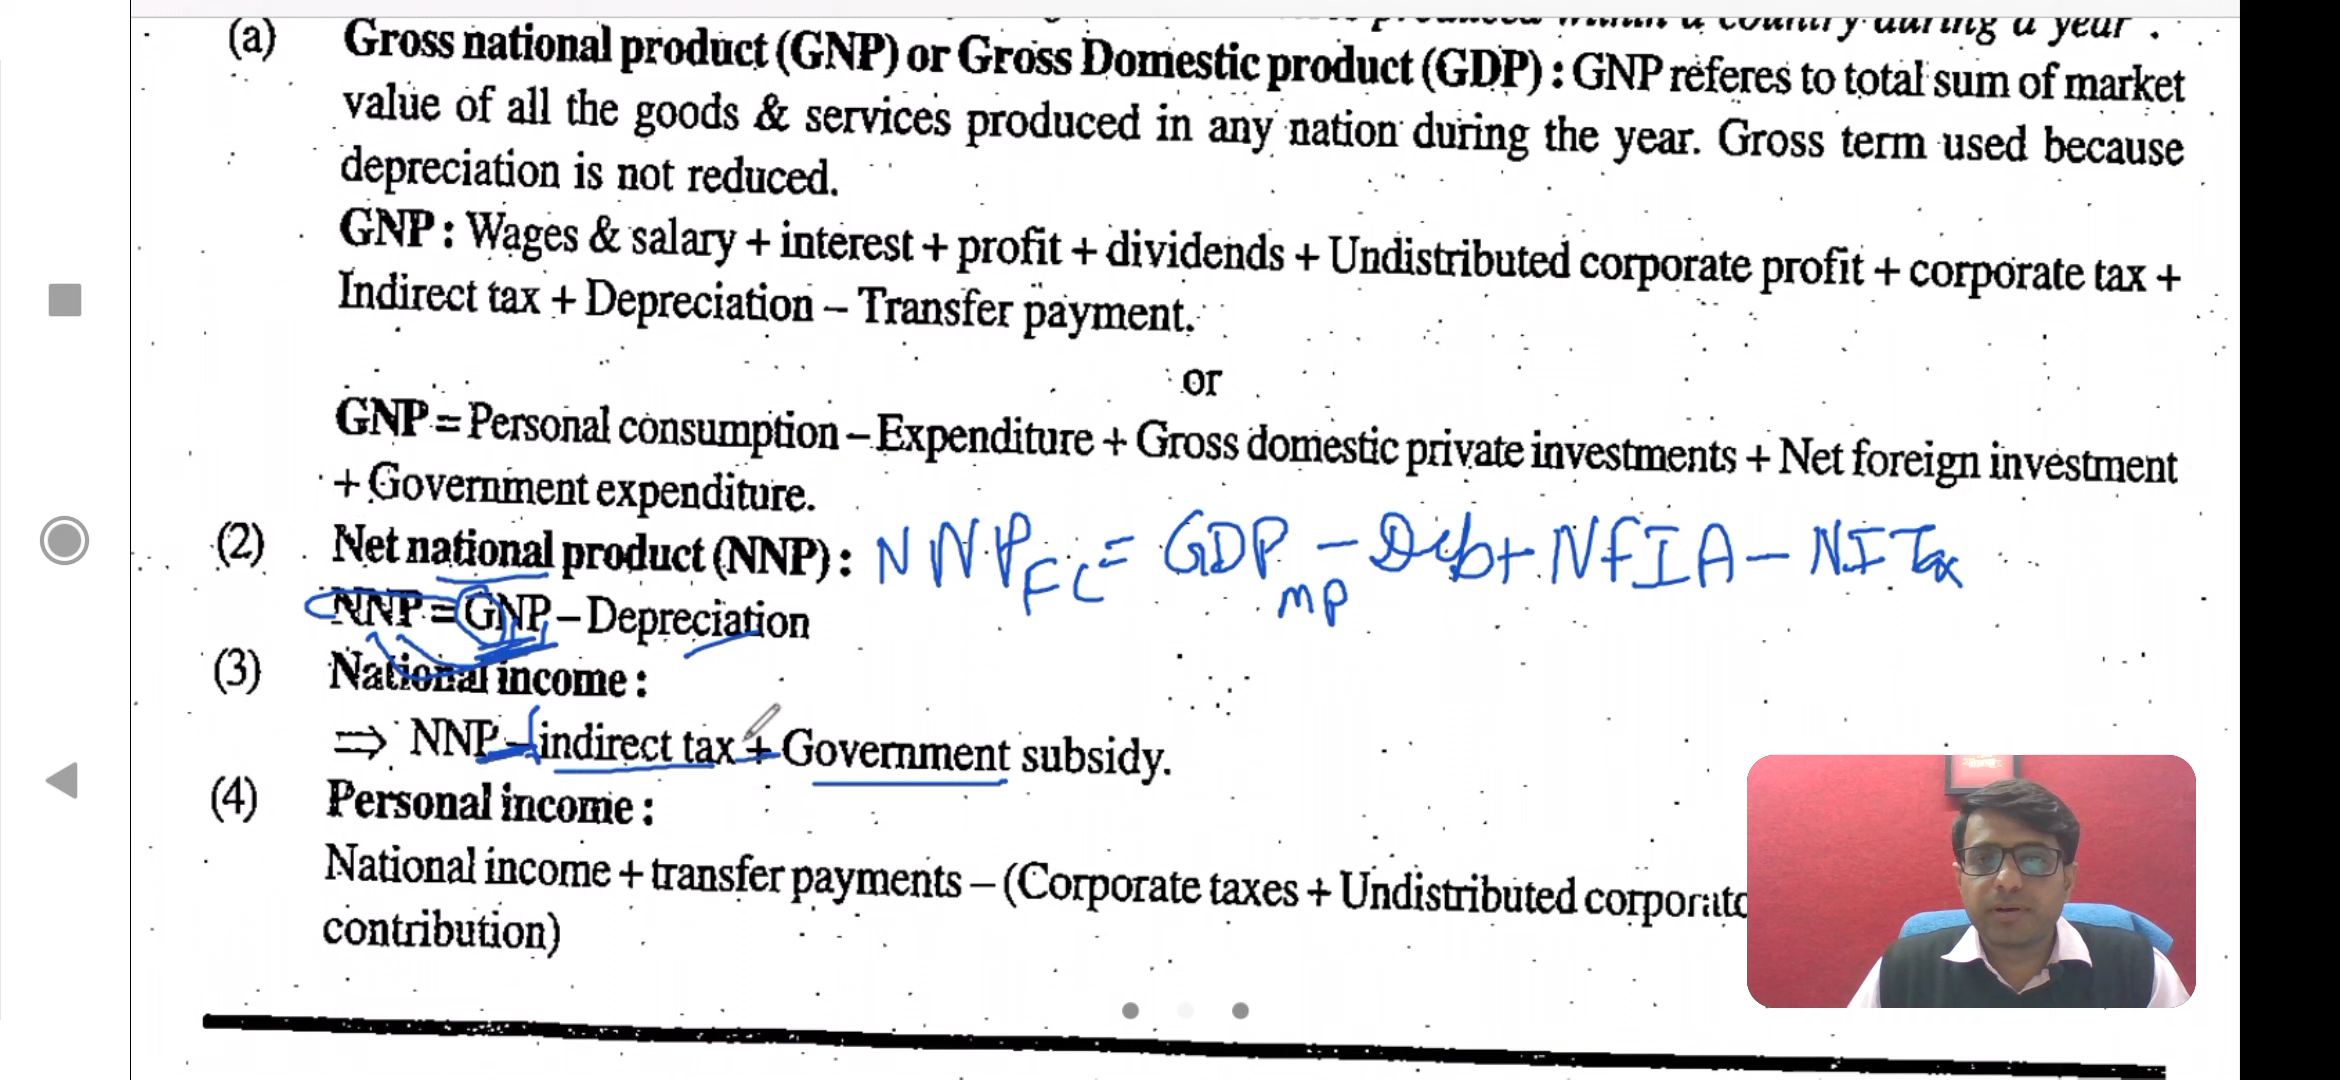 produced within a country during a year".
(a) Gross national product (GNP) or Gross Domestic product (GDP) : GNP referes to total sum of market
value of all the goods & services produced in any nation during the year. Gross term used because
depreciation is not reduced.
GNP : Wages & salary + interest + profit + dividends + Undistributed corporate profit + corporate tax +
Indirect tax + Depreciation – Transfer payment.
or
GNP = Personal consumption – Expenditure + Gross domestic private investments + Net foreign investment
+ Government expenditure.
(2) Net national product (NNP) : NNP FC = GDP MP – Dep + NFIA – NI Tax
NNP = GNP – Depreciation
(3) National income :
⇒ NNP – indirect tax + Government subsidy.
(4) Personal income :
National income + transfer payments – (Corporate taxes + Undistributed corporate
contribution)